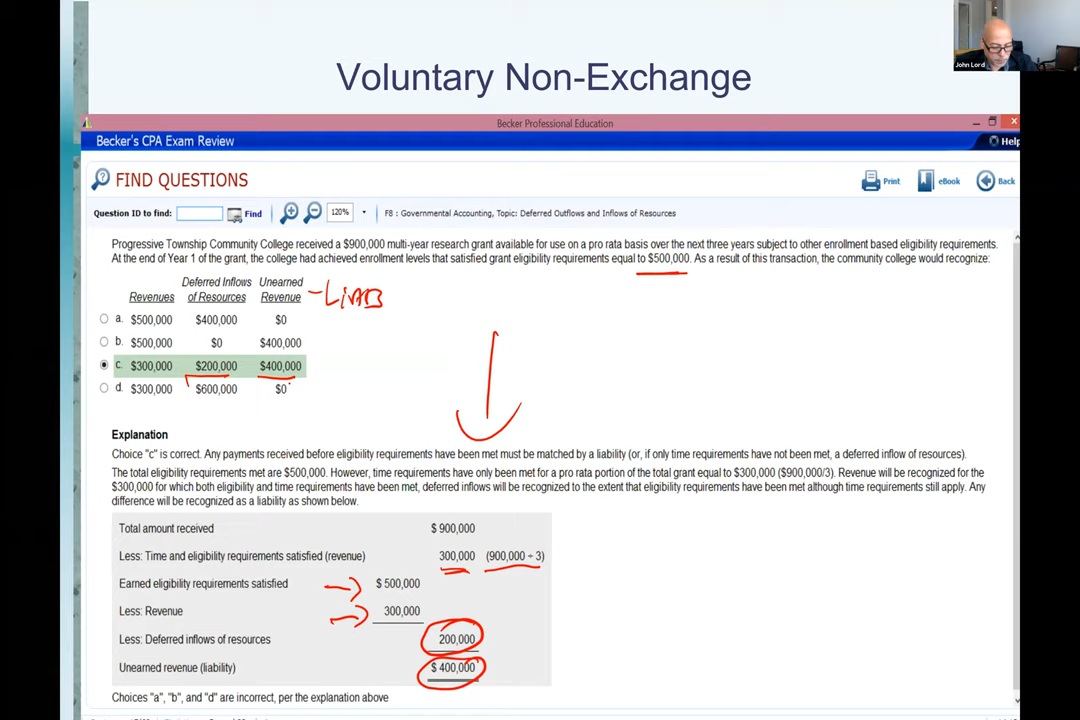 Voluntary Non-Exchange
John Lord
Becker Professional Education
Becker's CPA Exam Review
Help
FIND QUESTIONS
Print
eBook
Back
Question ID to find:
Find
120%
F8 : Governmental Accounting, Topic: Deferred Outflows and Inflows of Resources
Progressive Township Community College received a $900,000 multi-year research grant available for use on a pro rata basis over the next three years subject to other enrollment based eligibility requirements.
At the end of Year 1 of the grant, the college had achieved enrollment levels that satisfied grant eligibility requirements equal to $500,000. As a result of this transaction, the community college would recognize:
Deferred Inflows Unearned
Revenues of Resources Revenue
- LIAB
a. $500,000 $400,000 $0
b. $500,000 $0 $400,000
c. $300,000 $200,000 $400,000
d. $300,000 $600,000 $0
Explanation
Choice "c" is correct. Any payments received before eligibility requirements have been met must be matched by a liability (or, if only time requirements have not been met, a deferred inflow of resources).
The total eligibility requirements met are $500,000. However, time requirements have only been met for a pro rata portion of the total grant equal to $300,000 ($900,000/3). Revenue will be recognized for the
$300,000 for which both eligibility and time requirements have been met, deferred inflows will be recognized to the extent that eligibility requirements have been met although time requirements still apply. Any
difference will be recognized as a liability as shown below.
Total amount received $ 900,000
Less: Time and eligibility requirements satisfied (revenue) 300,000 (900,000 ÷ 3)
Earned eligibility requirements satisfied $ 500,000
Less: Revenue 300,000
Less: Deferred inflows of resources 200,000
Unearned revenue (liability) $ 400,000
Choices "a", "b", and "d" are incorrect, per the explanation above